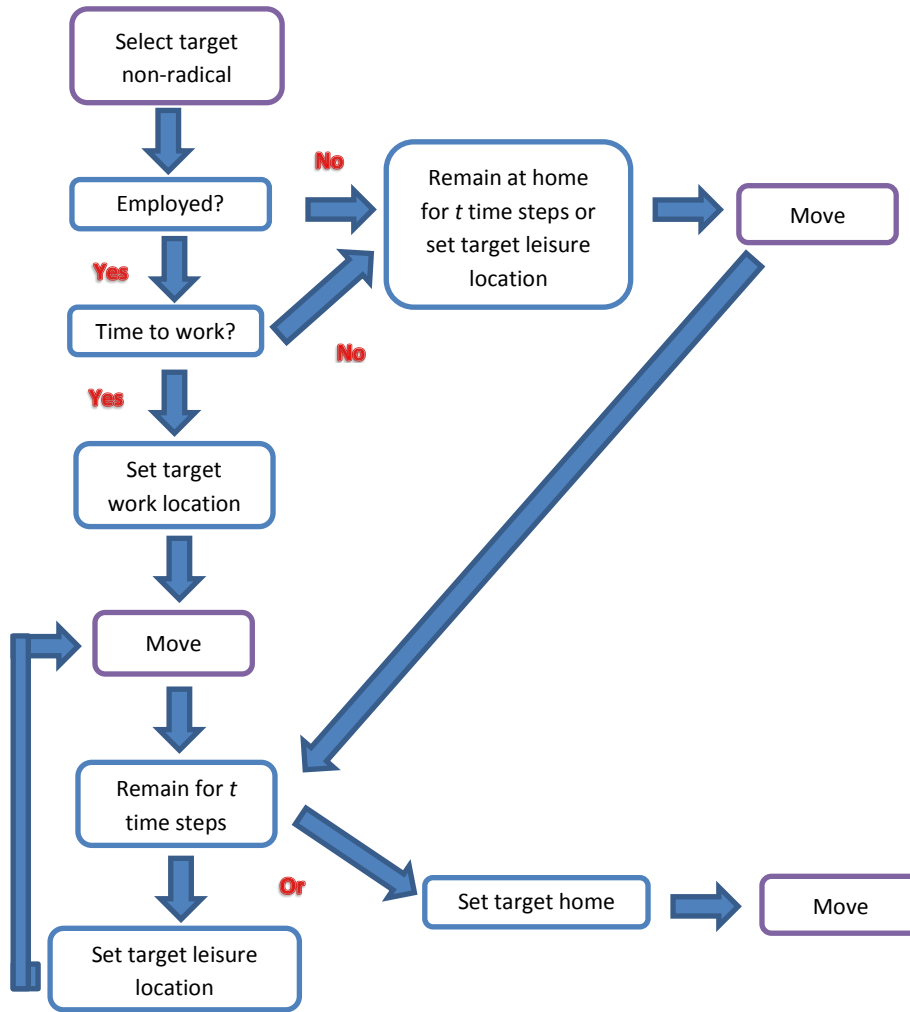 Select target
non-radical
Employed?
No
Remain at home
for t time steps or
set target leisure
location
Move
Yes
Time to work?
No
Yes
Set target
work location
Move
Remain for t
time steps
Or
Set target home
Move
Set target leisure
location